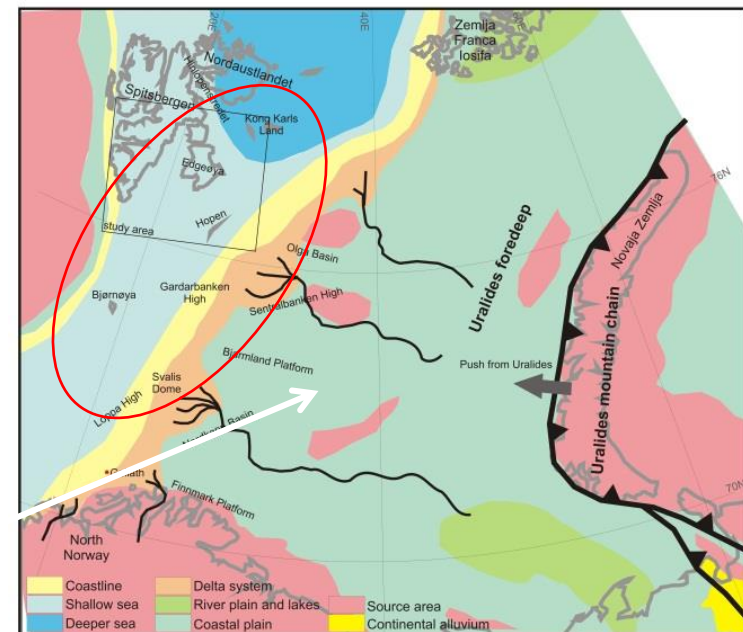 20E
40E
Zemlja
Franca
Iosifa
Nordaustlandet
Hinlopenstredet
Spitsbergen
Kong Karls
Land
Edgeøya
76N
Hopen
study area
Novaja Zemlja
Olga Basin
Uralides foredeep
Bjørnøya
Gardarbanken
High
Sentralbanken High
Bjarmland Platform
Push from Uralides
Svalis
Dome
Uralides mountain chain
Loppa High
Basin
70N
Finnmark Platform
North
Norway
Coastline
Delta system
Shallow sea
River plain and lakes
Source area
Deeper sea
Coastal plain
Continental alluvium